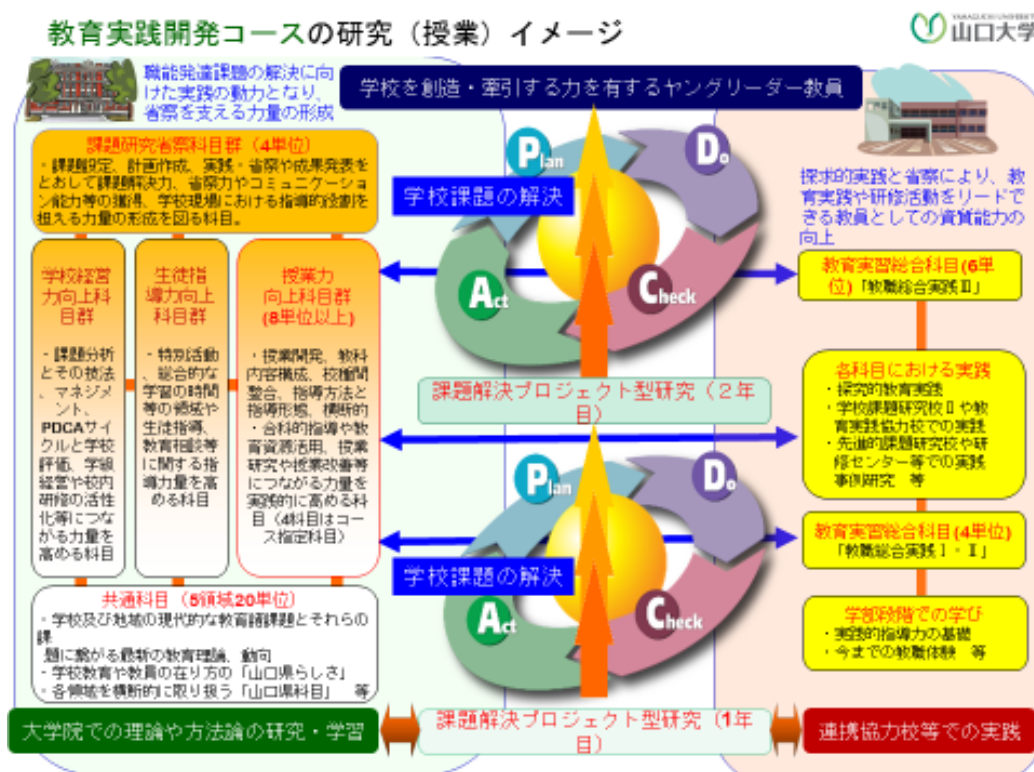 教育実践開発コースの研究（授業）イメージ
YAMAGUCHI UNIVERSITY
山口大学
職能発達課題の解決に向
けた実践の動力となり、
省察を支える力量の形成
学校を創造・牽引する力を有するヤングリーダー教員
課題研究省察科目群（4単位）
・課題設定、計画作成、実践・省察や成果発表を
とおして課題解決力、省察力やコミュニケーション
能力等の獲得、学校現場における指導的役割を
担える力量の形成を図る科目。
学校経営
力向上科
目群
・課題分析
とその技法
、マネジメ
ント、
PDCAサイ
クルと学校
評価、学級
経営や校内
研修の活性
化等につな
がる力量を
高める科目
生徒指
導力向上
科目群
・特別活動
、総合的な
学習の時間
等の領域や
生徒指導、
教育相談等
に関する指
導力量を高
める科目
授業力
向上科目群
(8単位以上)
・授業開発、教科
内容構成、校種間
整合、指導方法と
指導形態、横断的
・合科的指導や教
育資源活用、授業
研究や授業改善等
につながる力量を
実践的に高める科
目（4科目はコー
ス指定科目）
共通科目（5領域20単位）
・学校及び地域の現代的な教育諸課題とそれらの
課
題に繋がる最新の教育理論、動向
・学校教育や教員の在り方の「山口県らしさ」
・各領域を横断的に取り扱う「山口県科目」 等
大学院での理論や方法論の研究・学習
Plan
Do
学校課題の解決
Act
Check
課題解決プロジェクト型研究（２年
目）
Plan
Do
学校課題の解決
Act
Check
課題解決プロジェクト型研究（1年
目）
探求的実践と省察により、教
育実践や研修活動をリードで
きる教員としての資質能力の
向上
教育実習総合科目(6単
位)「教職総合実践Ⅱ」
各科目における実践
・探究的教育実践
・学校課題研究校Ⅱや教
育実践協力校での実践
・先進的課題研究校や研
修センター等での実践
事例研究 等
教育実習総合科目(4単位)
「教職総合実践Ⅰ・Ⅱ」
学部段階での学び
・実践的指導力の基礎
・今までの教職体験 等
連携協力校等での実践